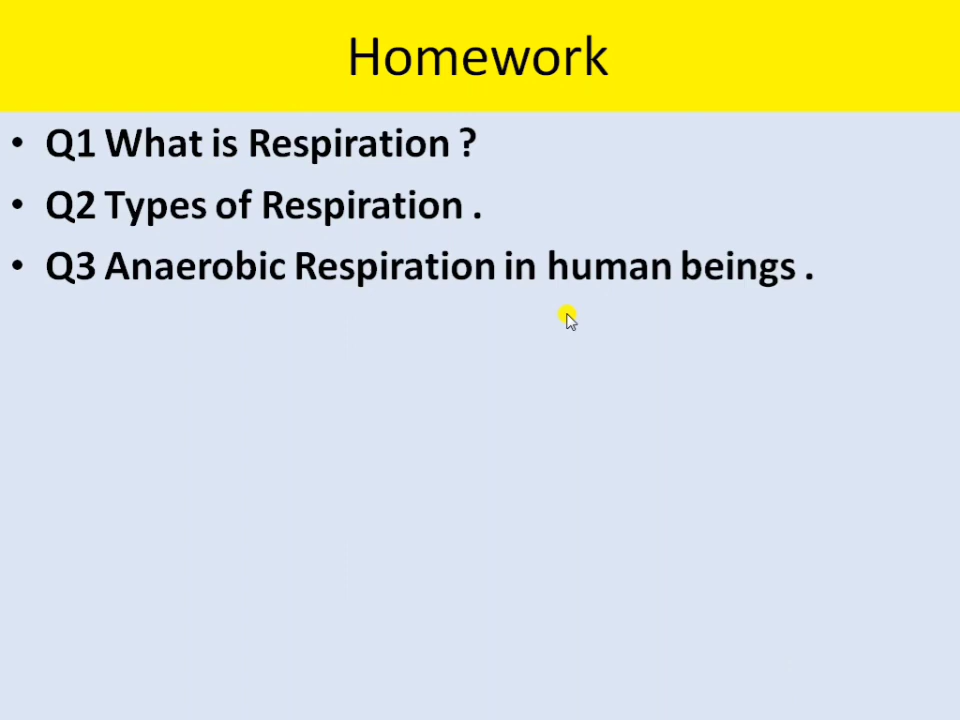 Homework
• Q1 What is Respiration ?
• Q2 Types of Respiration .
• Q3 Anaerobic Respiration in human beings .